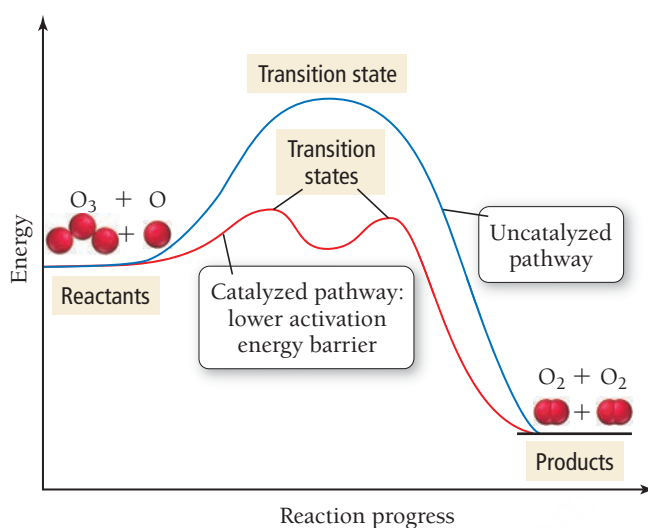 Transition state
Transition
states
O₃ + O
+
Energy
Uncatalyzed
pathway
Reactants
Catalyzed pathway:
lower activation
energy barrier
O₂ + O₂
+
Products
Reaction progress